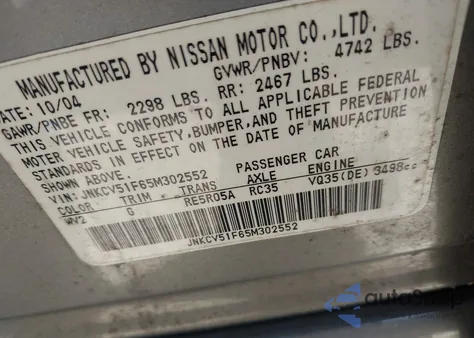 MANUFACTURED BY NISSAN MOTOR CO.,LTD.
DATE: 10/04 GVWR/PNBV: 4742 LBS.
GAWR/PNBE FR: 2298 LBS. RR: 2467 LBS.
THIS VEHICLE CONFORMS TO ALL APPLICABLE FEDERAL
MOTOR VEHICLE SAFETY, BUMPER, AND THEFT PREVENTION
STANDARDS IN EFFECT ON THE DATE OF MANUFACTURE
SHOWN ABOVE.
VIN: JNKCV51F65M302552 PASSENGER CAR
COLOR TRIM TRANS AXLE ENGINE
WV2 G RE5R05A RC35 VQ35(DE) 3498cc
JNKCV51F65M302552